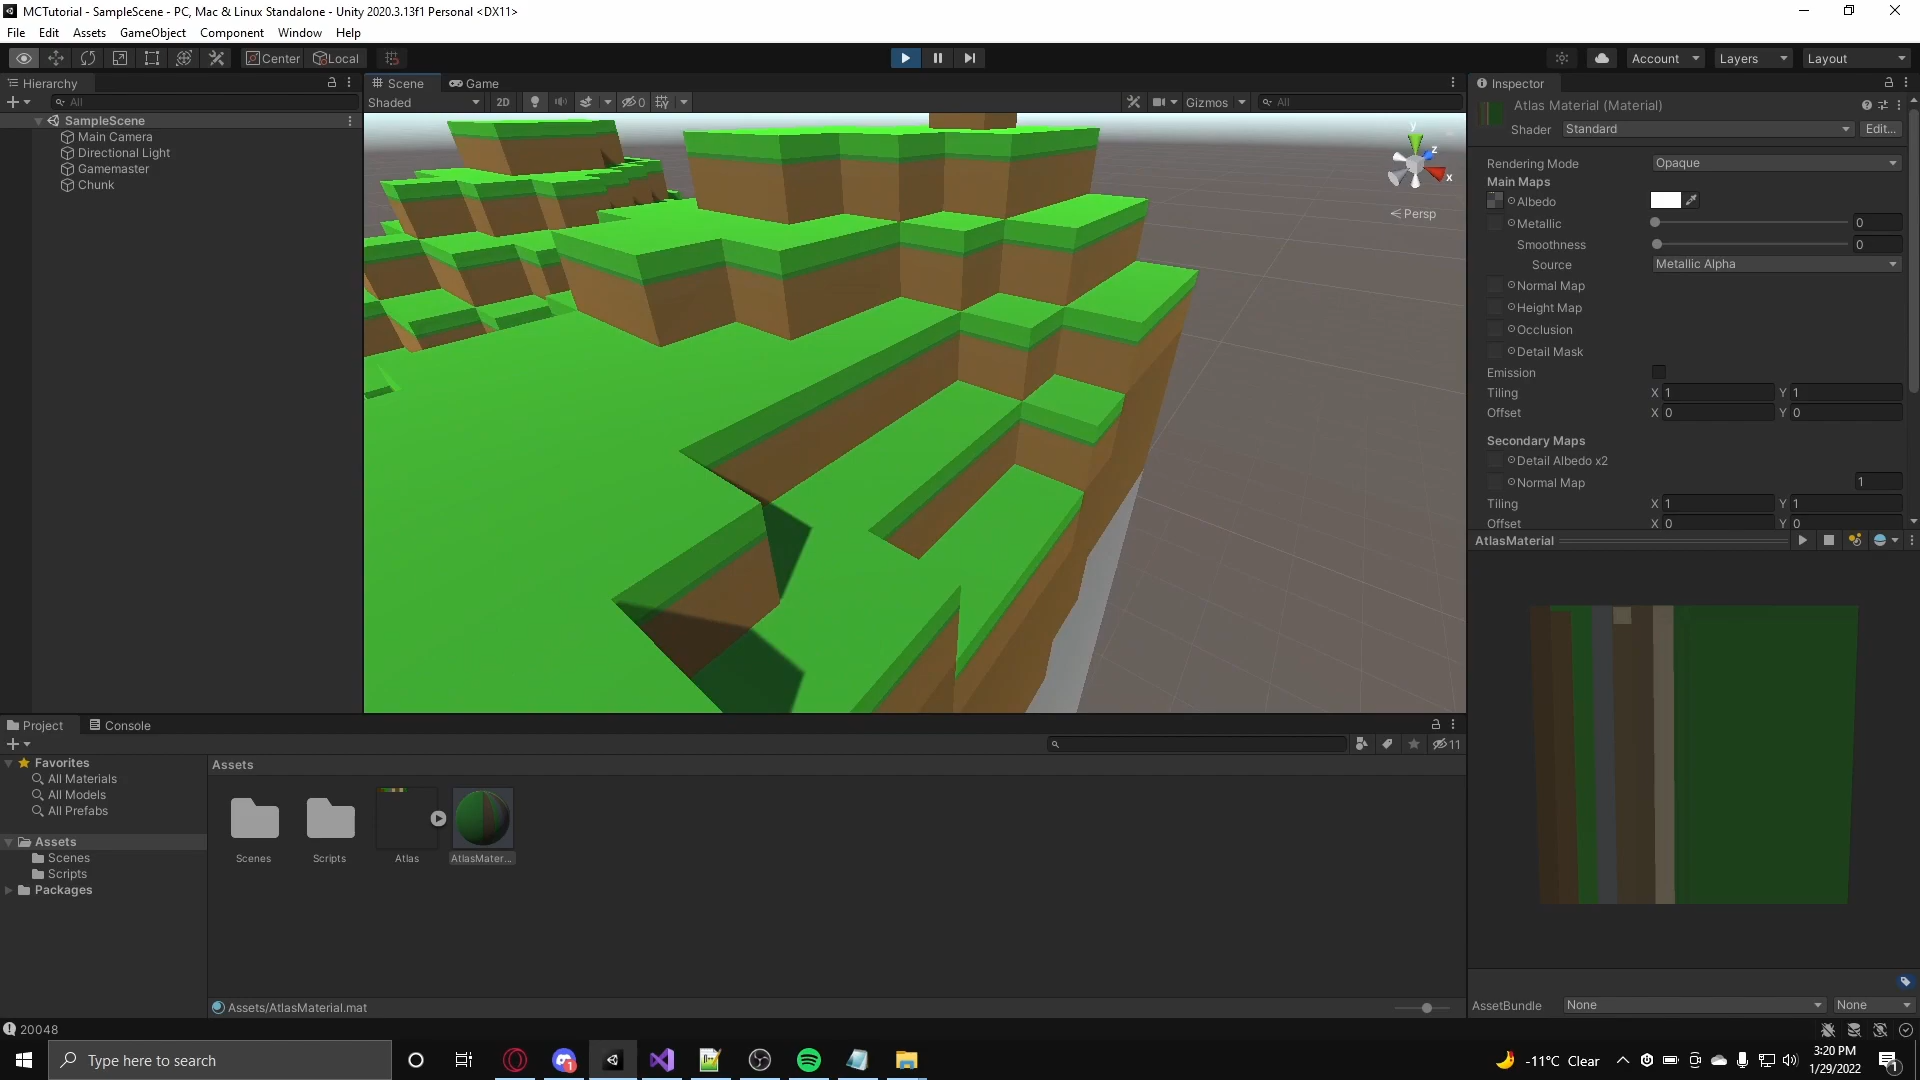 MCTutorial - SampleScene - PC, Mac & Linux Standalone - Unity 2020.3.13f1 Personal <DX11>
File Edit Assets GameObject Component Window Help
Center Local Account Layers Layout
Hierarchy
All
SampleScene
Main Camera
Directional Light
Gamemaster
Chunk
Scene Game
Shaded 2D 0 Gizmos All
y
z
x
Persp
Inspector
Atlas Material (Material)
Shader Standard Edit...
Rendering Mode Opaque
Main Maps
Albedo
Metallic 0
Smoothness 0
Source Metallic Alpha
Normal Map
Height Map
Occlusion
Detail Mask
Emission
Tiling X 1 Y 1
Offset X 0 Y 0
Secondary Maps
Detail Albedo x2
Normal Map 1
Tiling X 1 Y 1
Offset X 0 Y 0
AtlasMaterial
AssetBundle None None
Project Console
11
Favorites
All Materials
All Models
All Prefabs
Assets
Scenes
Scripts
Packages
Assets
Scenes Scripts Atlas AtlasMater...
Assets/AtlasMaterial.mat
20048
Type here to search
1
-11°C Clear
3:20 PM
1/29/2022
1